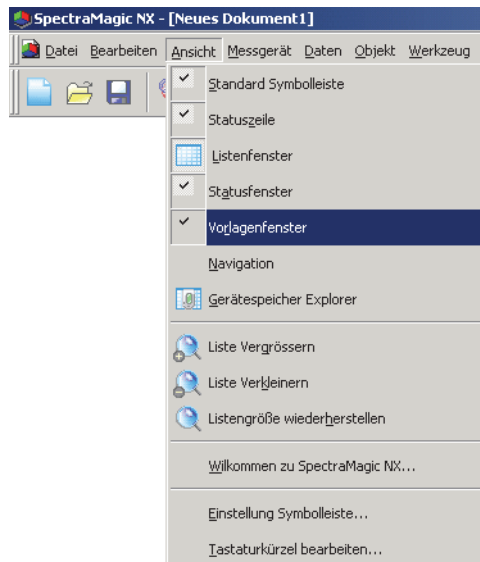 SpectraMagic NX - [Neues Dokument1]
Datei Bearbeiten Ansicht Messgerät Daten Objekt Werkzeug
Standard Symbolleiste
Statuszeile
Listenfenster
Statusfenster
Vorlagenfenster
Navigation
Gerätespeicher Explorer
Liste Vergrössern
Liste Verkleinern
Listengröße wiederherstellen
Wilkommen zu SpectraMagic NX...
Einstellung Symbolleiste...
Tastaturkürzel bearbeiten...